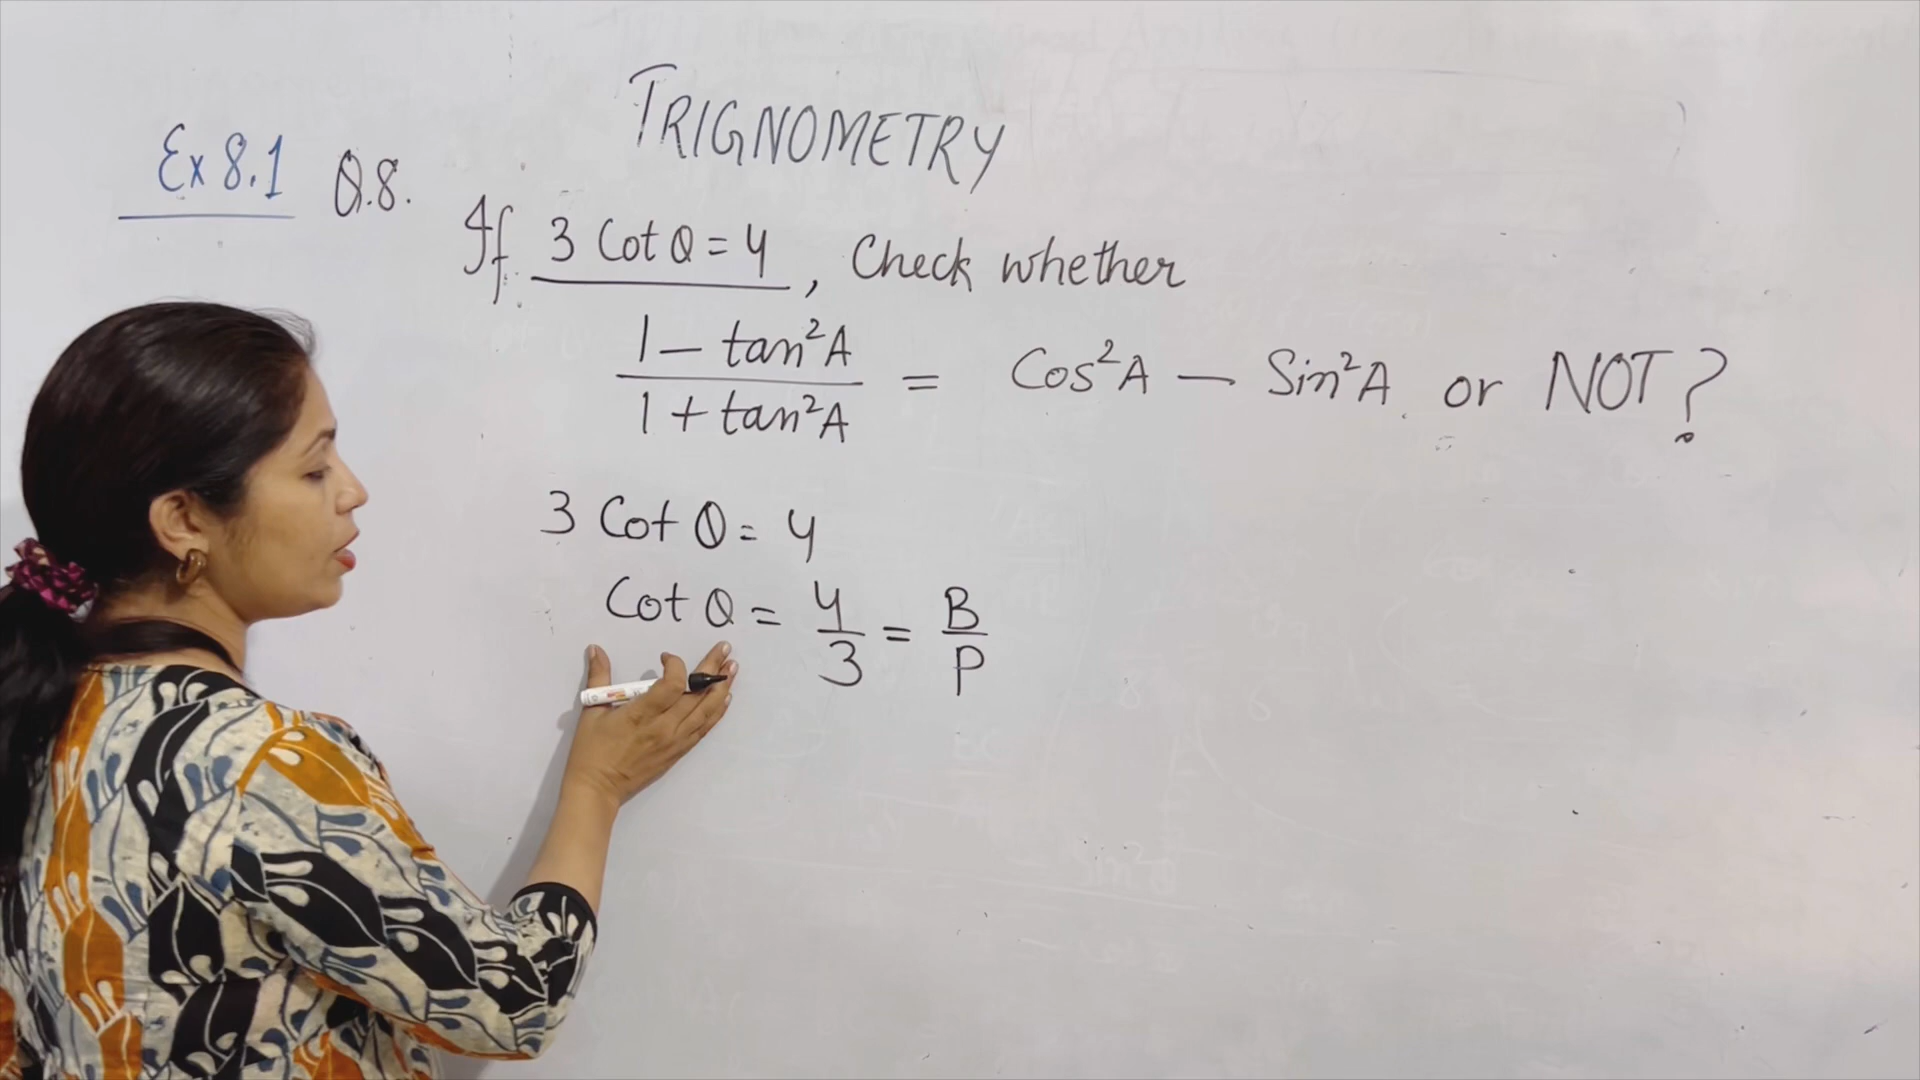 TRIGNOMETRY
Ex 8.1 Q.8.
If 3 Cot θ = 4, Check whether
1 - tan²A / 1 + tan²A = Cos²A - Sin²A or NOT?
3 Cot θ = 4
Cot θ = 4/3 = B/P